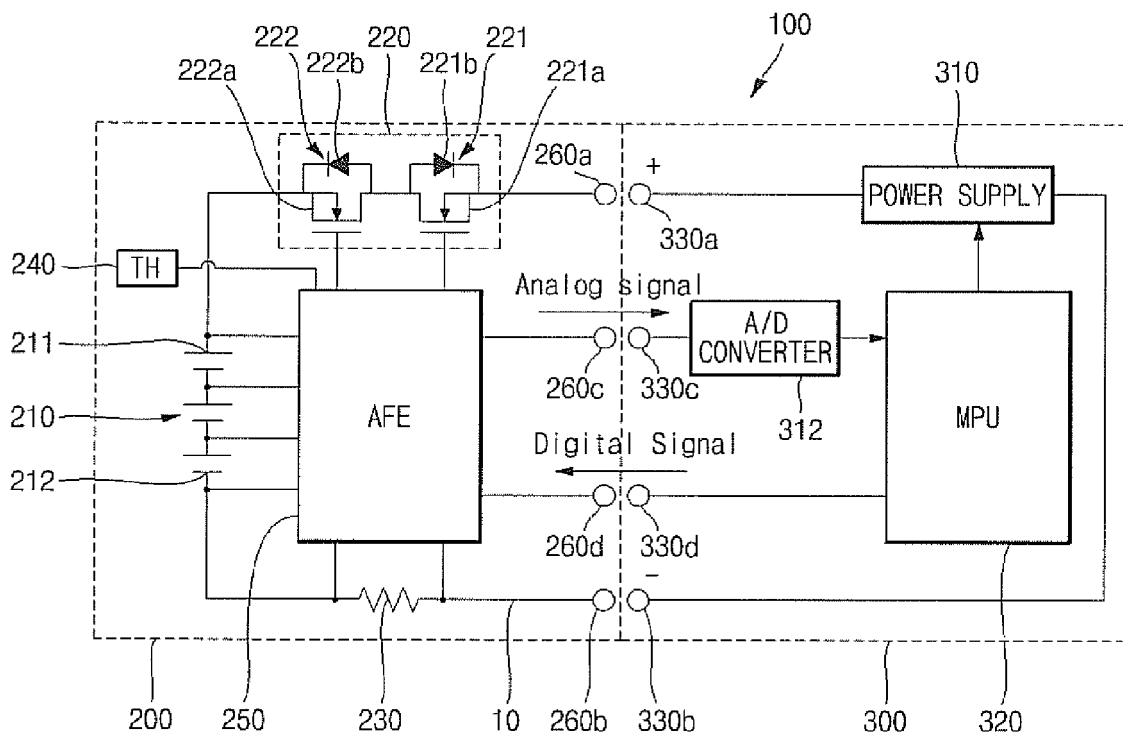 100
222 220 221
222a 222b 221b 221a
310
260a
+
POWER SUPPLY
330a
240
TH
Analog signal
211
A/D
CONVERTER
260c 330c
312
210
AFE
MPU
Digital Signal
212
260d 330d
−
200 250 230 10 260b 330b 300 320